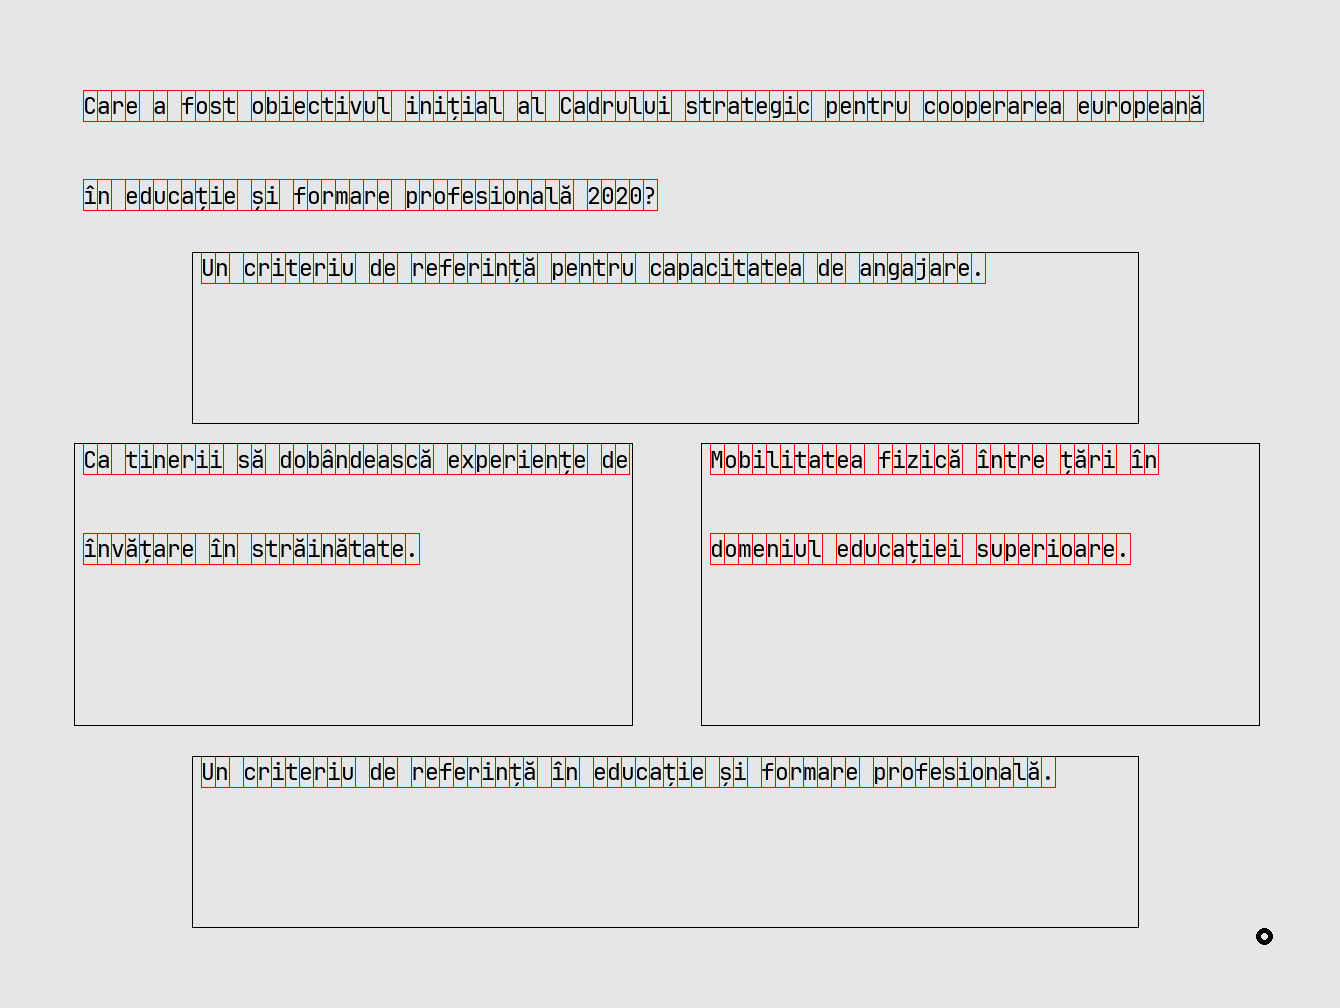 Care a fost obiectivul inițial al Cadrului strategic pentru cooperarea europeană
în educație și formare profesională 2020?
Un criteriu de referință pentru capacitatea de angajare.
Ca tinerii să dobândească experiențe de
învățare în străinătate.
Mobilitatea fizică între țări în
domeniul educației superioare.
Un criteriu de referință în educație și formare profesională.